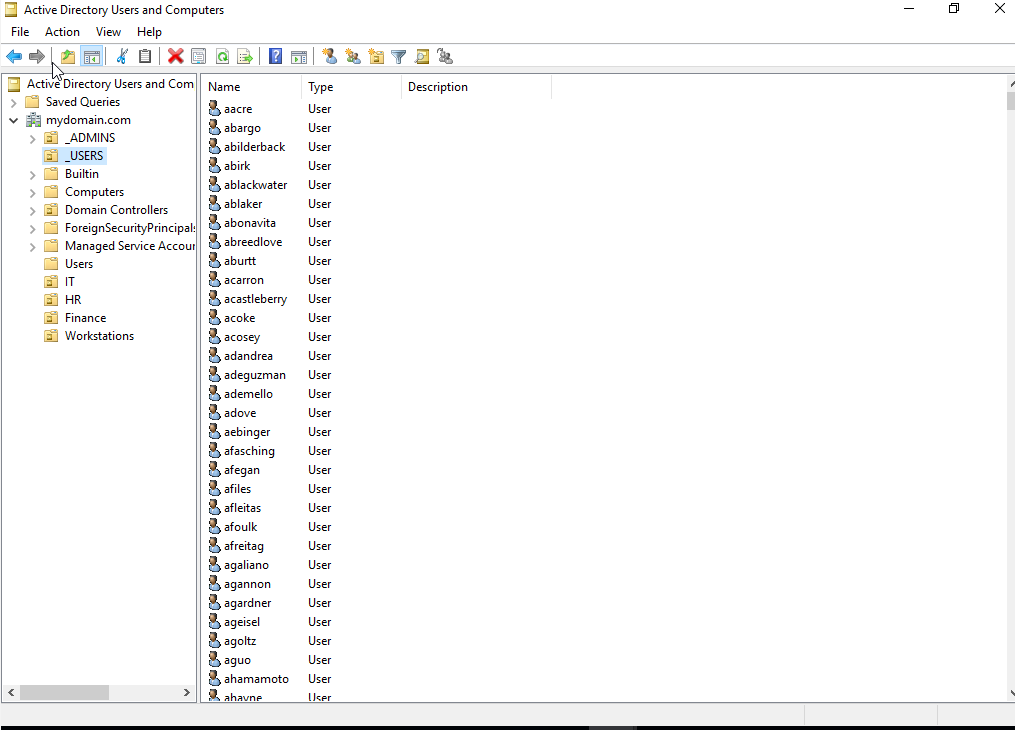 Active Directory Users and Computers
File Action View Help
Active Directory Users and Com
Saved Queries
mydomain.com
_ADMINS
_USERS
Builtin
Computers
Domain Controllers
ForeignSecurityPrincipals
Managed Service Accour
Users
IT
HR
Finance
Workstations
Name Type Description
aacre User
abargo User
abilderback User
abirk User
ablackwater User
ablaker User
abonavita User
abreedlove User
aburtt User
acarron User
acastleberry User
acoke User
acosey User
adandrea User
adeguzman User
ademello User
adove User
aebinger User
afasching User
afegan User
afiles User
afleitas User
afoulk User
afreitag User
agaliano User
agannon User
agardner User
ageisel User
agoltz User
aguo User
ahamamoto User
ahayne User